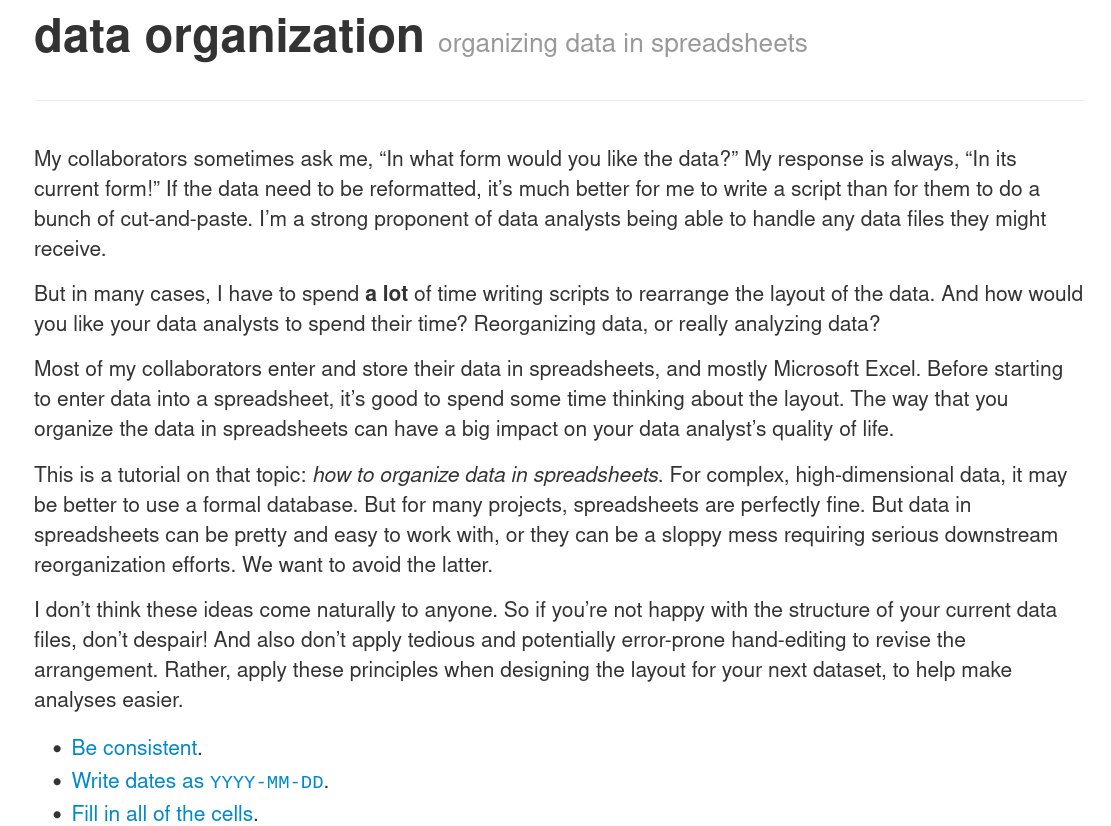 data organization organizing data in spreadsheets
My collaborators sometimes ask me, “In what form would you like the data?” My response is always, “In its
current form!” If the data need to be reformatted, it’s much better for me to write a script than for them to do a
bunch of cut-and-paste. I’m a strong proponent of data analysts being able to handle any data files they might
receive.
But in many cases, I have to spend a lot of time writing scripts to rearrange the layout of the data. And how would
you like your data analysts to spend their time? Reorganizing data, or really analyzing data?
Most of my collaborators enter and store their data in spreadsheets, and mostly Microsoft Excel. Before starting
to enter data into a spreadsheet, it’s good to spend some time thinking about the layout. The way that you
organize the data in spreadsheets can have a big impact on your data analyst’s quality of life.
This is a tutorial on that topic: how to organize data in spreadsheets. For complex, high-dimensional data, it may
be better to use a formal database. But for many projects, spreadsheets are perfectly fine. But data in
spreadsheets can be pretty and easy to work with, or they can be a sloppy mess requiring serious downstream
reorganization efforts. We want to avoid the latter.
I don’t think these ideas come naturally to anyone. So if you’re not happy with the structure of your current data
files, don’t despair! And also don’t apply tedious and potentially error-prone hand-editing to revise the
arrangement. Rather, apply these principles when designing the layout for your next dataset, to help make
analyses easier.
• Be consistent.
• Write dates as YYYY-MM-DD.
• Fill in all of the cells.